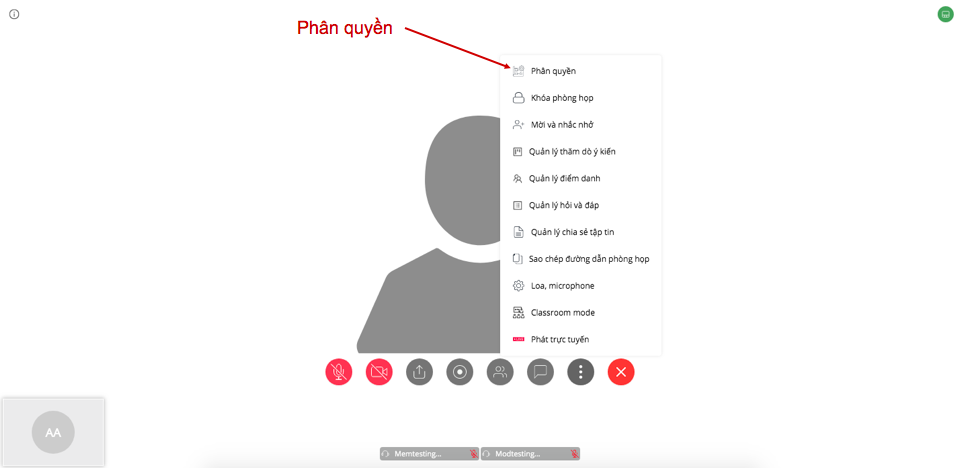 Phân quyền
Phân quyền
Khóa phòng họp
Mời và nhắc nhở
Quản lý thăm dò ý kiến
Quản lý điểm danh
Quản lý hỏi và đáp
Quản lý chia sẻ tập tin
Sao chép đường dẫn phòng họp
Loa, microphone
Classroom mode
Phát trực tuyến
AA
Memtesting... Modtesting...